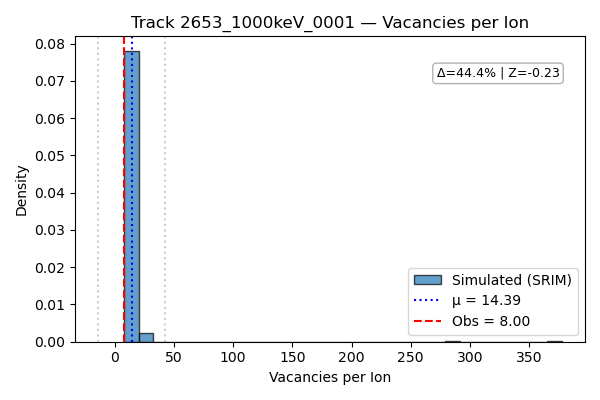 Track 2653_1000keV_0001 — Vacancies per Ion
Δ=44.4% | Z=-0.23
0.08
0.07
0.06
0.05
0.04
0.03
0.02
0.01
0.00
Density
Simulated (SRIM)
μ = 14.39
Obs = 8.00
0 50 100 150 200 250 300 350
Vacancies per Ion